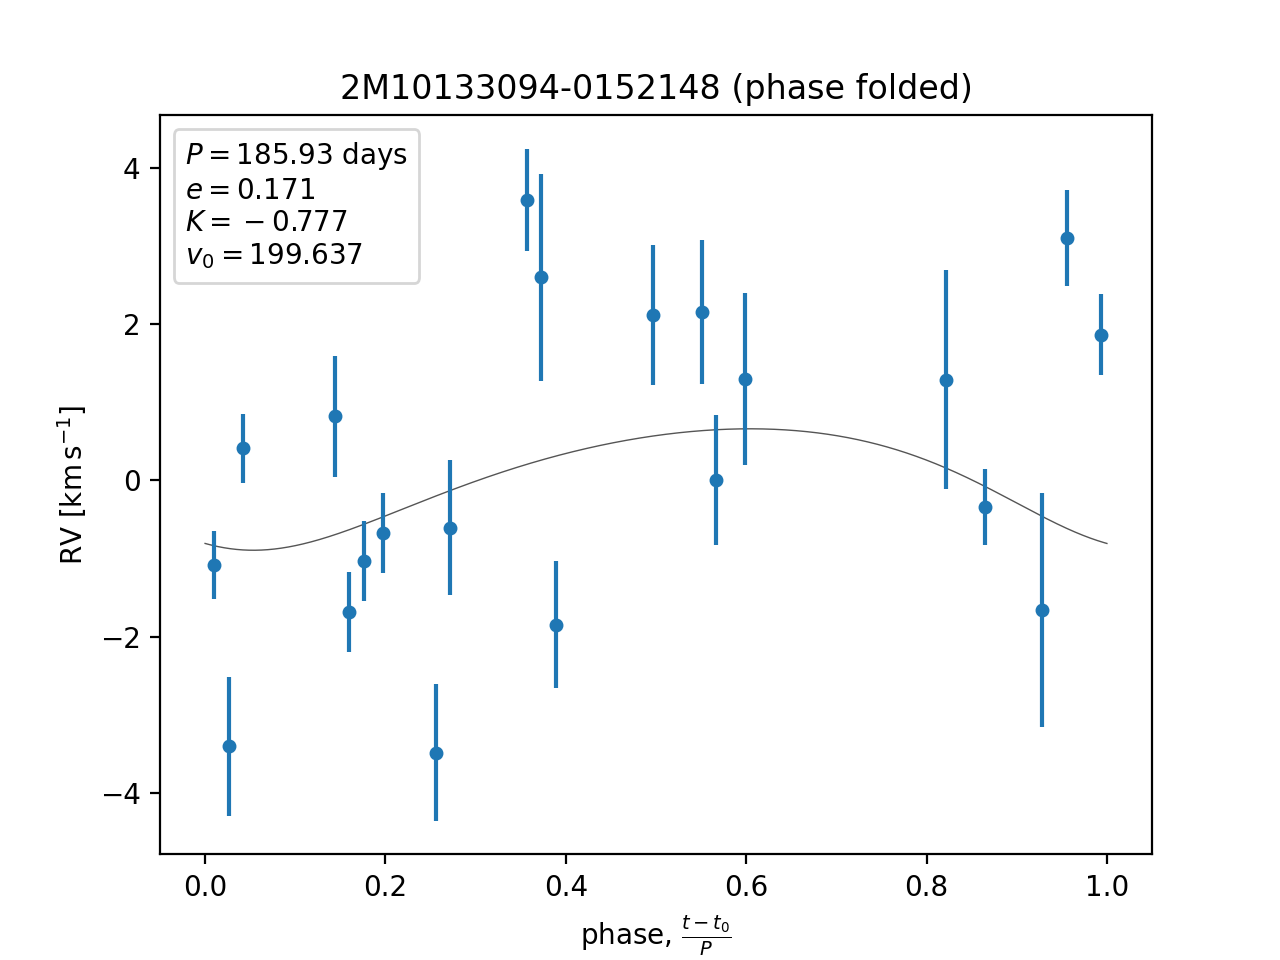 2M10133094-0152148 (phase folded)
P = 185.93 days
e = 0.171
K = −0.777
v₀ = 199.637
4
2
0
−2
−4
RV [km s⁻¹]
0.0 0.2 0.4 0.6 0.8 1.0
phase, (t − t₀)/P